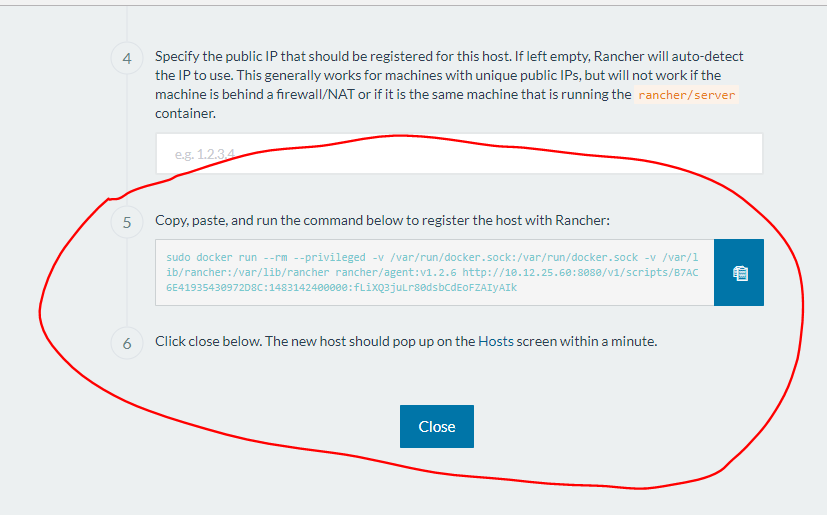 4
Specify the public IP that should be registered for this host. If left empty, Rancher will auto-detect
the IP to use. This generally works for machines with unique public IPs, but will not work if the
machine is behind a firewall/NAT or if it is the same machine that is running the rancher/server
container.
e.g. 1.2.3.4
5
Copy, paste, and run the command below to register the host with Rancher:
sudo docker run --rm --privileged -v /var/run/docker.sock:/var/run/docker.sock -v /var/l
ib/rancher:/var/lib/rancher rancher/agent:v1.2.6 http://10.12.25.60:8080/v1/scripts/B7AC
6E41935430972D8C:1483142400000:fLiXQ3juLr80dsbCdEoFZAIyAIk
6
Click close below. The new host should pop up on the Hosts screen within a minute.
Close